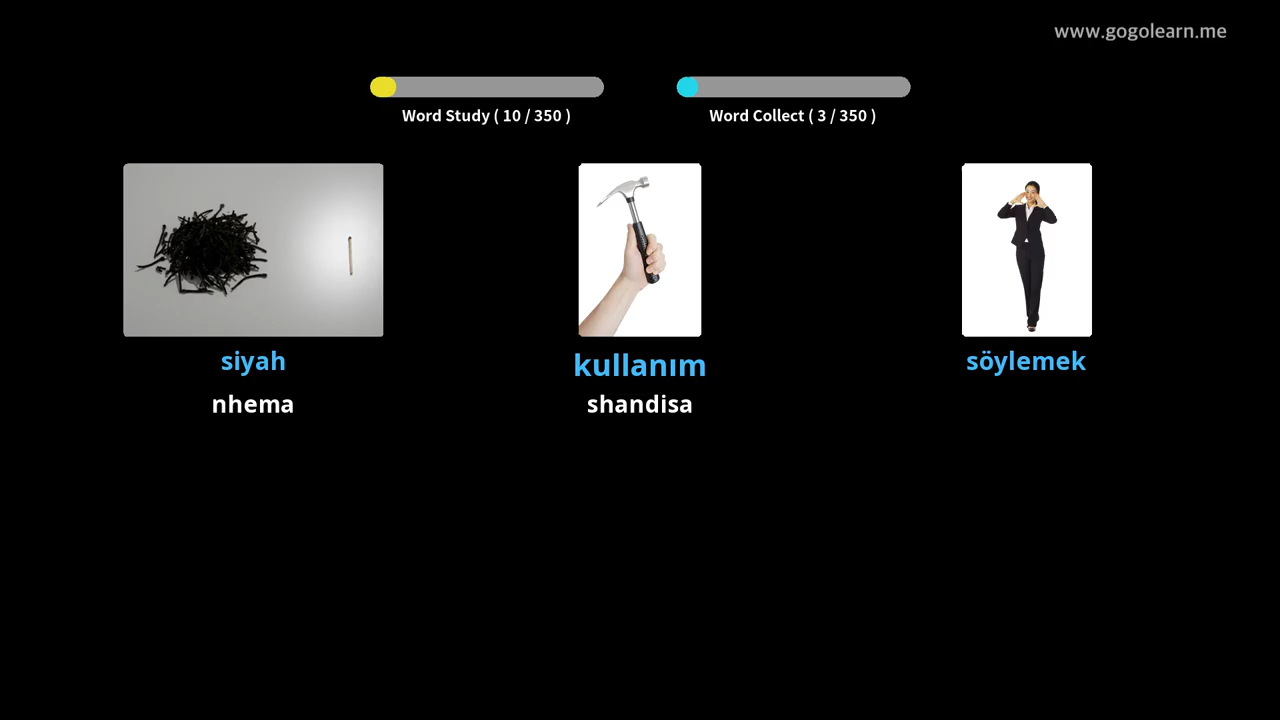 www.gogolearn.me
Word Study ( 10 / 350 )
Word Collect ( 3 / 350 )
siyah
kullanım
söylemek
nhema
shandisa